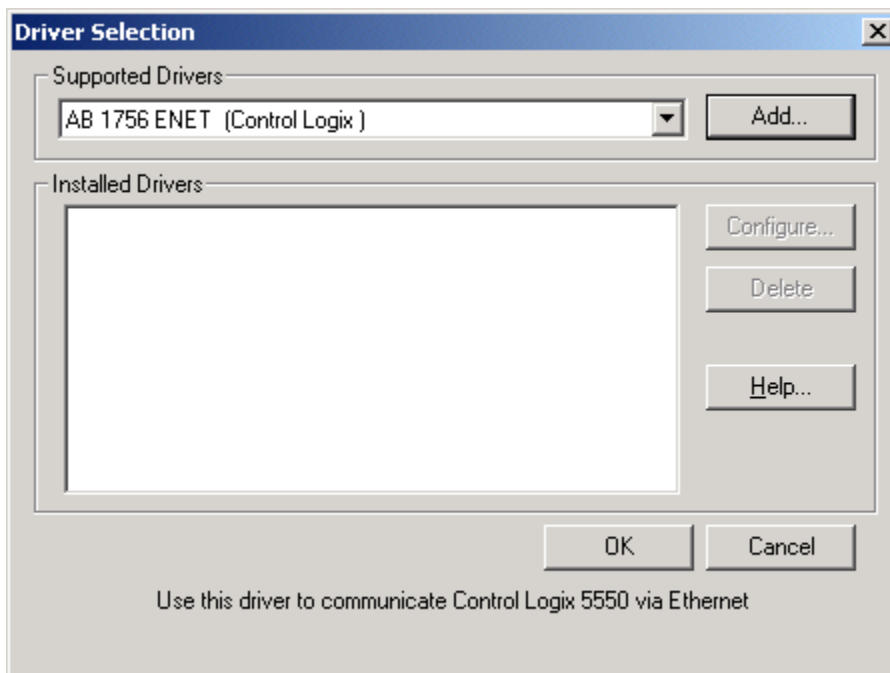 Driver Selection
Supported Drivers
AB 1756 ENET  (Control Logix )
Add...
Installed Drivers
Configure...
Delete
Help...
OK
Cancel
Use this driver to communicate Control Logix 5550 via Ethernet